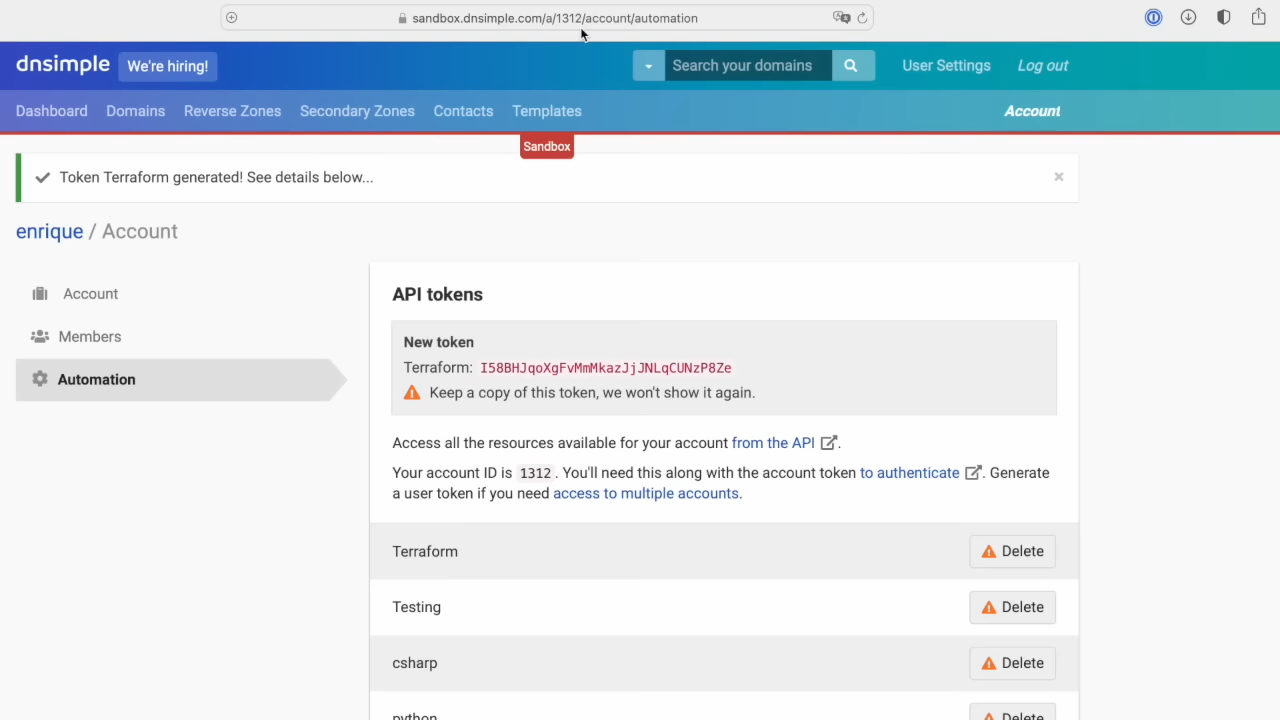 sandbox.dnsimple.com/a/1312/account/automation
dnsimple We're hiring! Search your domains User Settings Log out
Dashboard Domains Reverse Zones Secondary Zones Contacts Templates Account
Sandbox
Token Terraform generated! See details below...
enrique / Account
Account
Members
Automation
API tokens
New token
Terraform: I58BHJqoXgFvMmMkazJjJNLqCUNzP8Ze
Keep a copy of this token, we won't show it again.
Access all the resources available for your account from the API .
Your account ID is 1312. You'll need this along with the account token to authenticate . Generate
a user token if you need access to multiple accounts.
Terraform Delete
Testing Delete
csharp Delete
python Delete